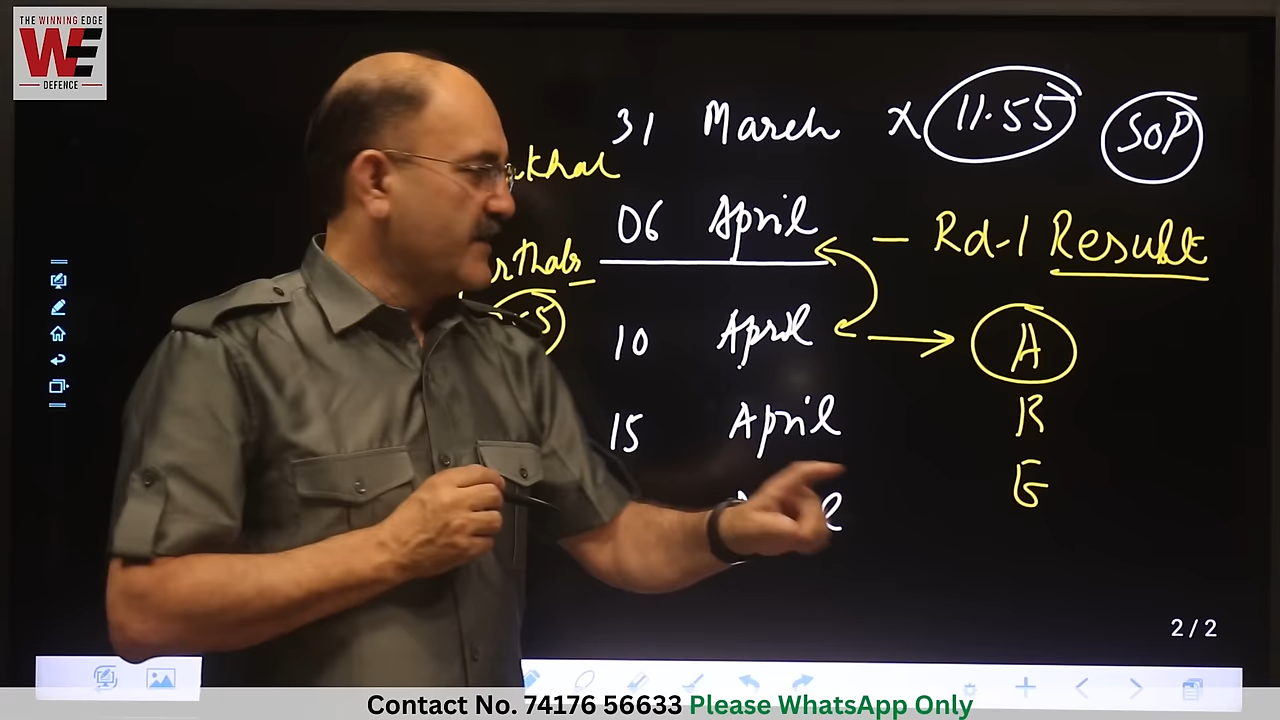 THE WINNING EDGE
WE
DEFENCE
31 March x 11.55 SOP
06 April - Rd-1 Result
10 April → A
15 April R
G
2/2
Contact No. 74176 56633 Please WhatsApp Only